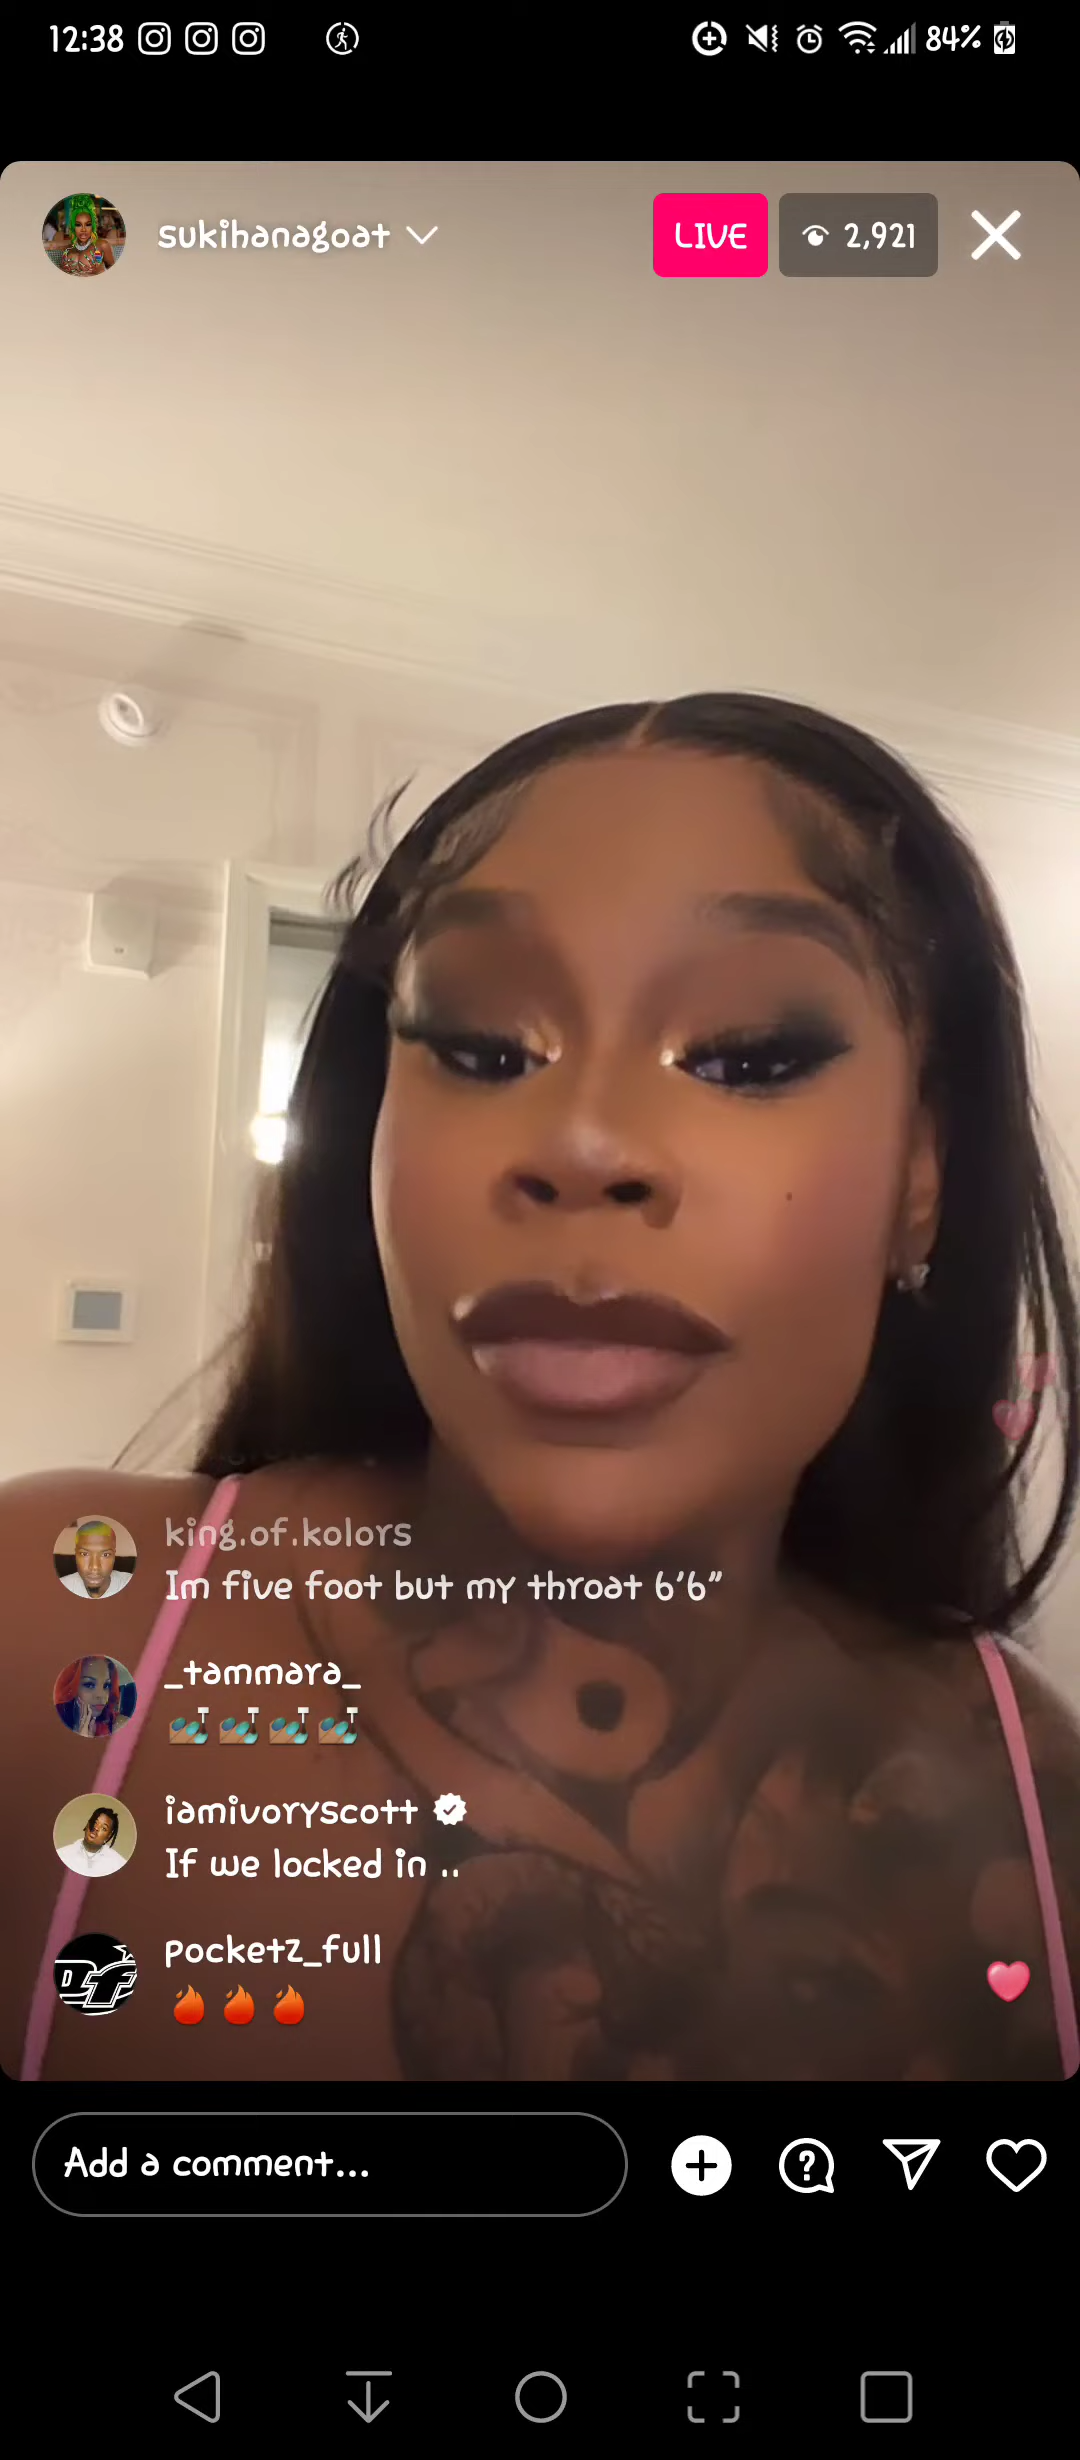 12:38
84%
sukihanagoat
LIVE
2,921
king.of.kolors
Im five foot but my throat 6'6"
_tammara_
iamivoryscott
If we locked in ..
pocketz_full
Df
Add a comment...